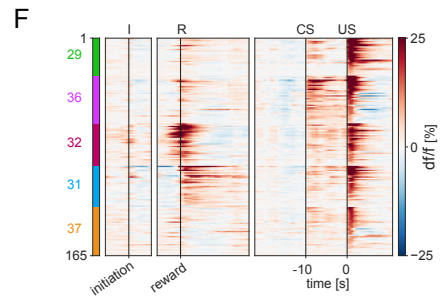 F
I R CS US
1
29
36
32
31
37
165
25
0
−25
df/f [%]
initiation reward
-10 0
time [s]